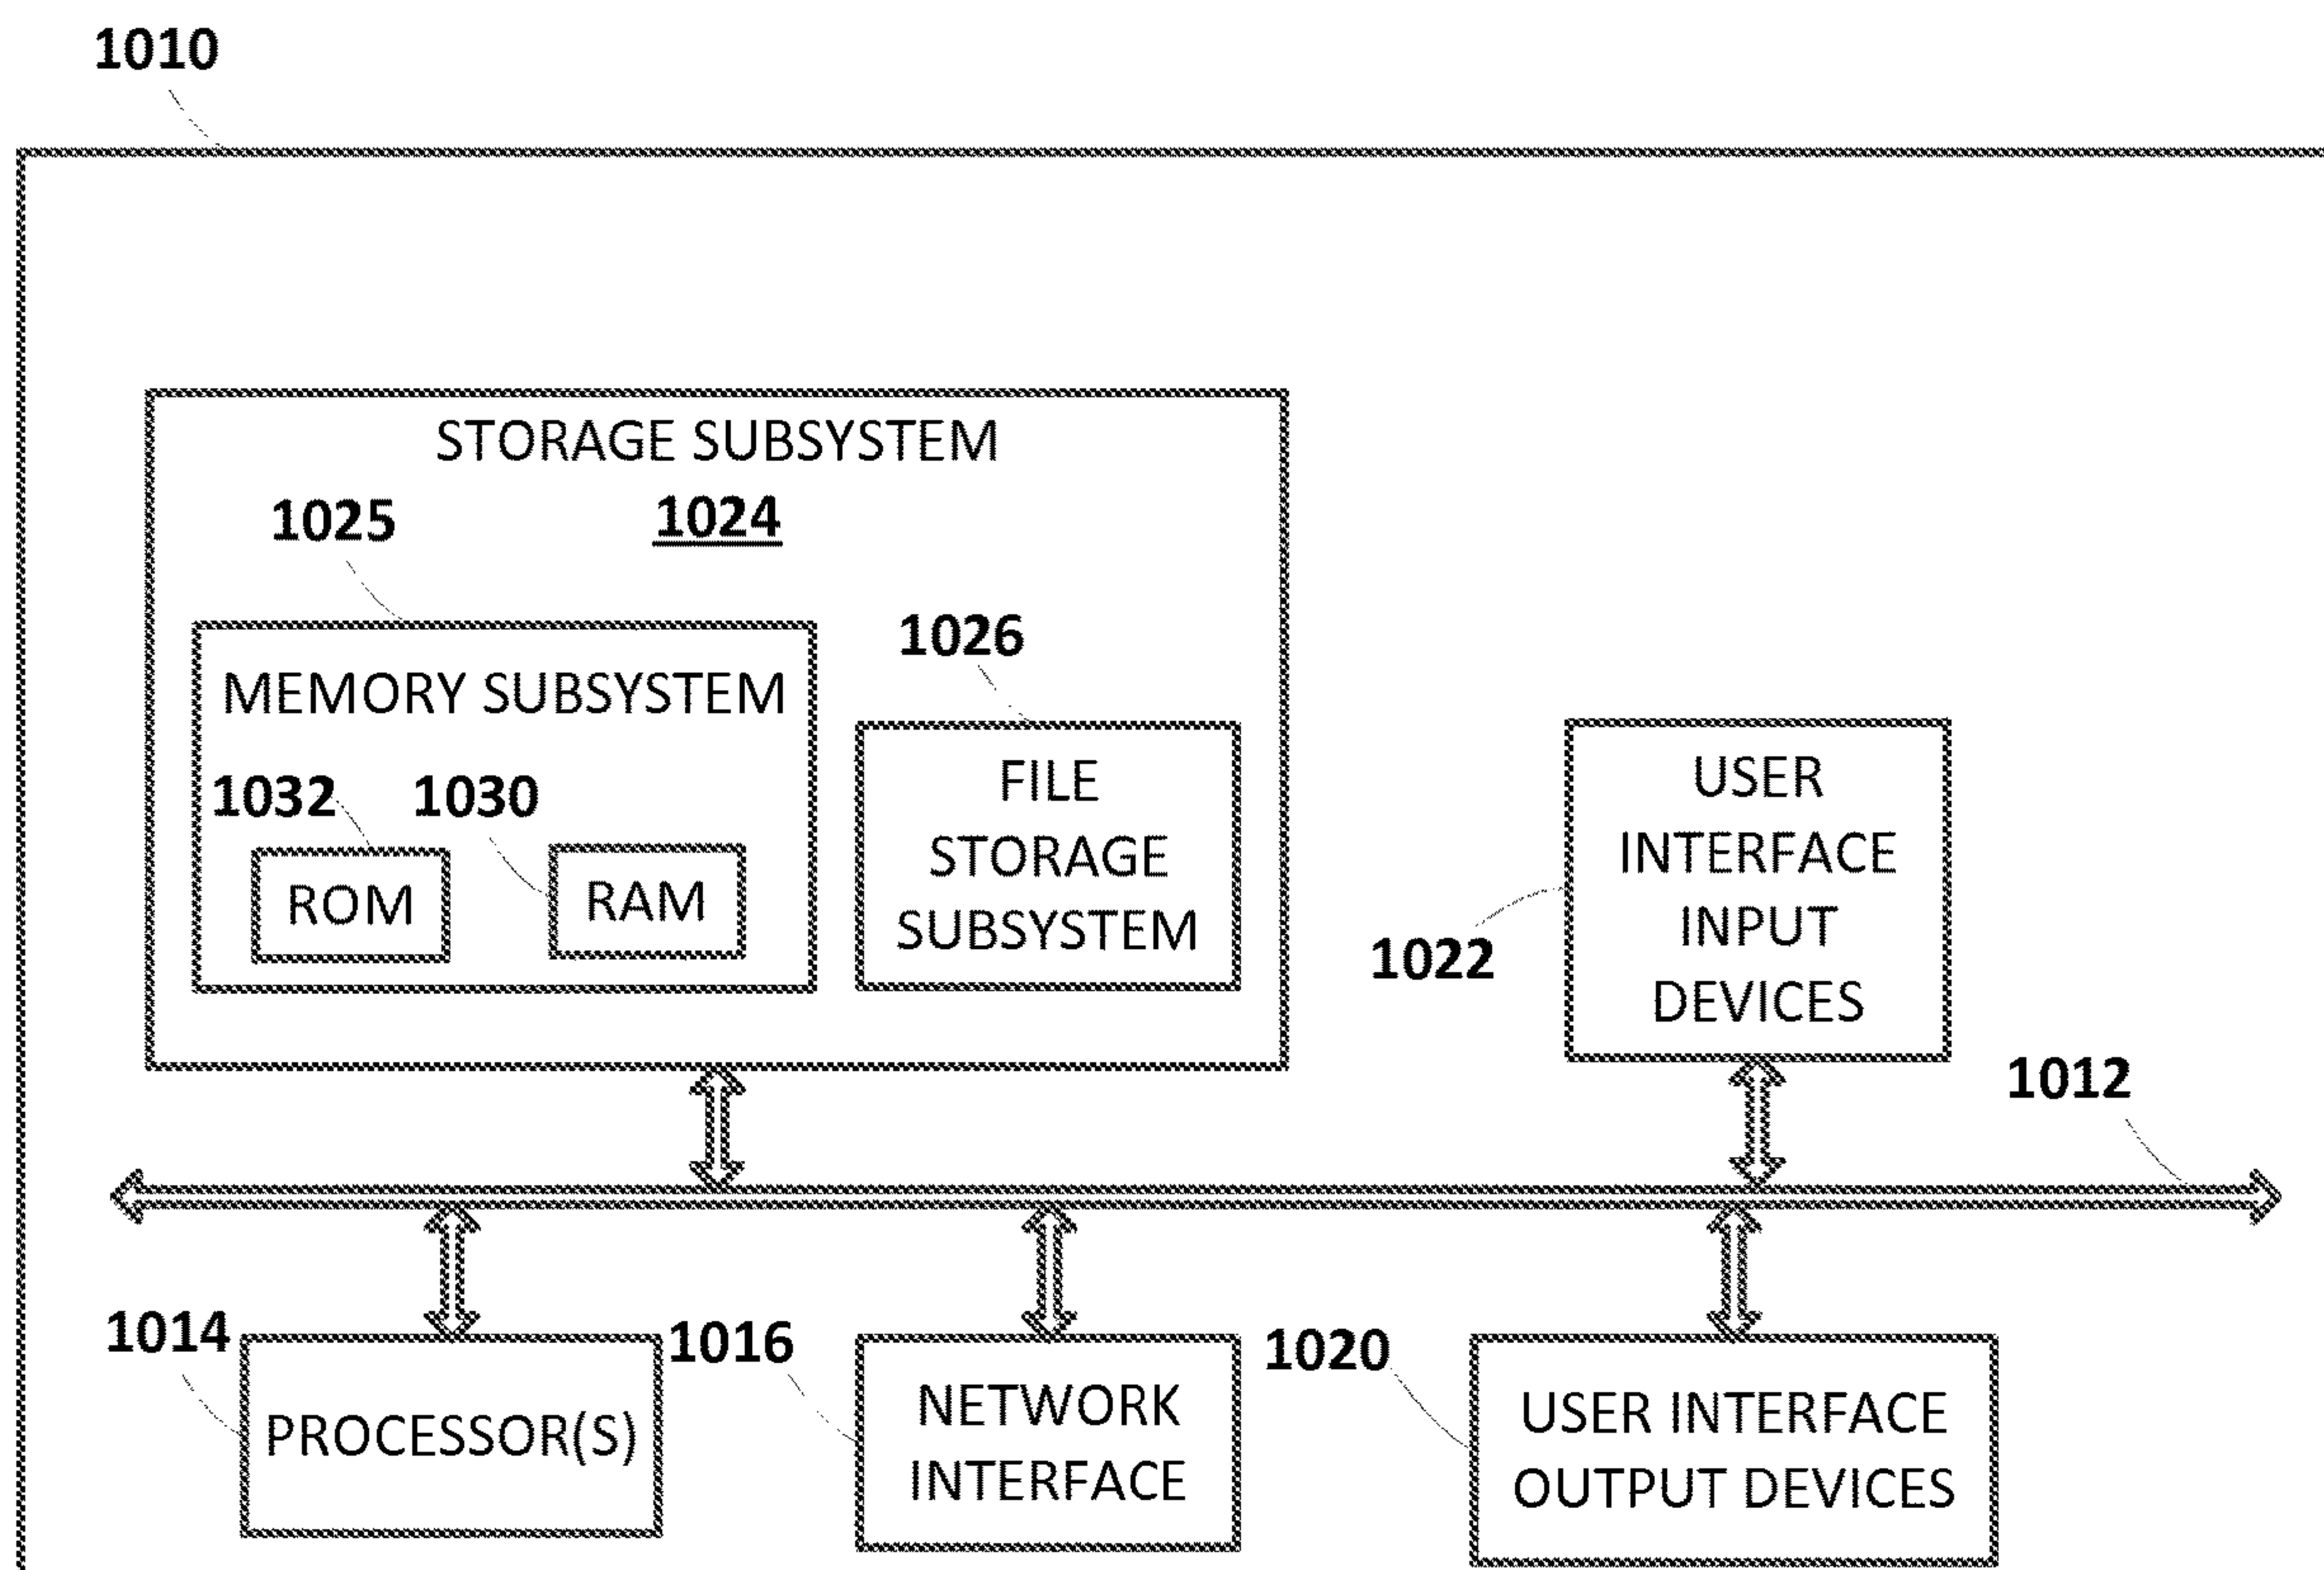 1010
STORAGE SUBSYSTEM
1024
1025
MEMORY SUBSYSTEM
1032
1030
ROM
RAM
1026
FILE
STORAGE
SUBSYSTEM
USER
INTERFACE
INPUT
DEVICES
1022
1012
1014
PROCESSOR(S)
1016
NETWORK
INTERFACE
1020
USER INTERFACE
OUTPUT DEVICES